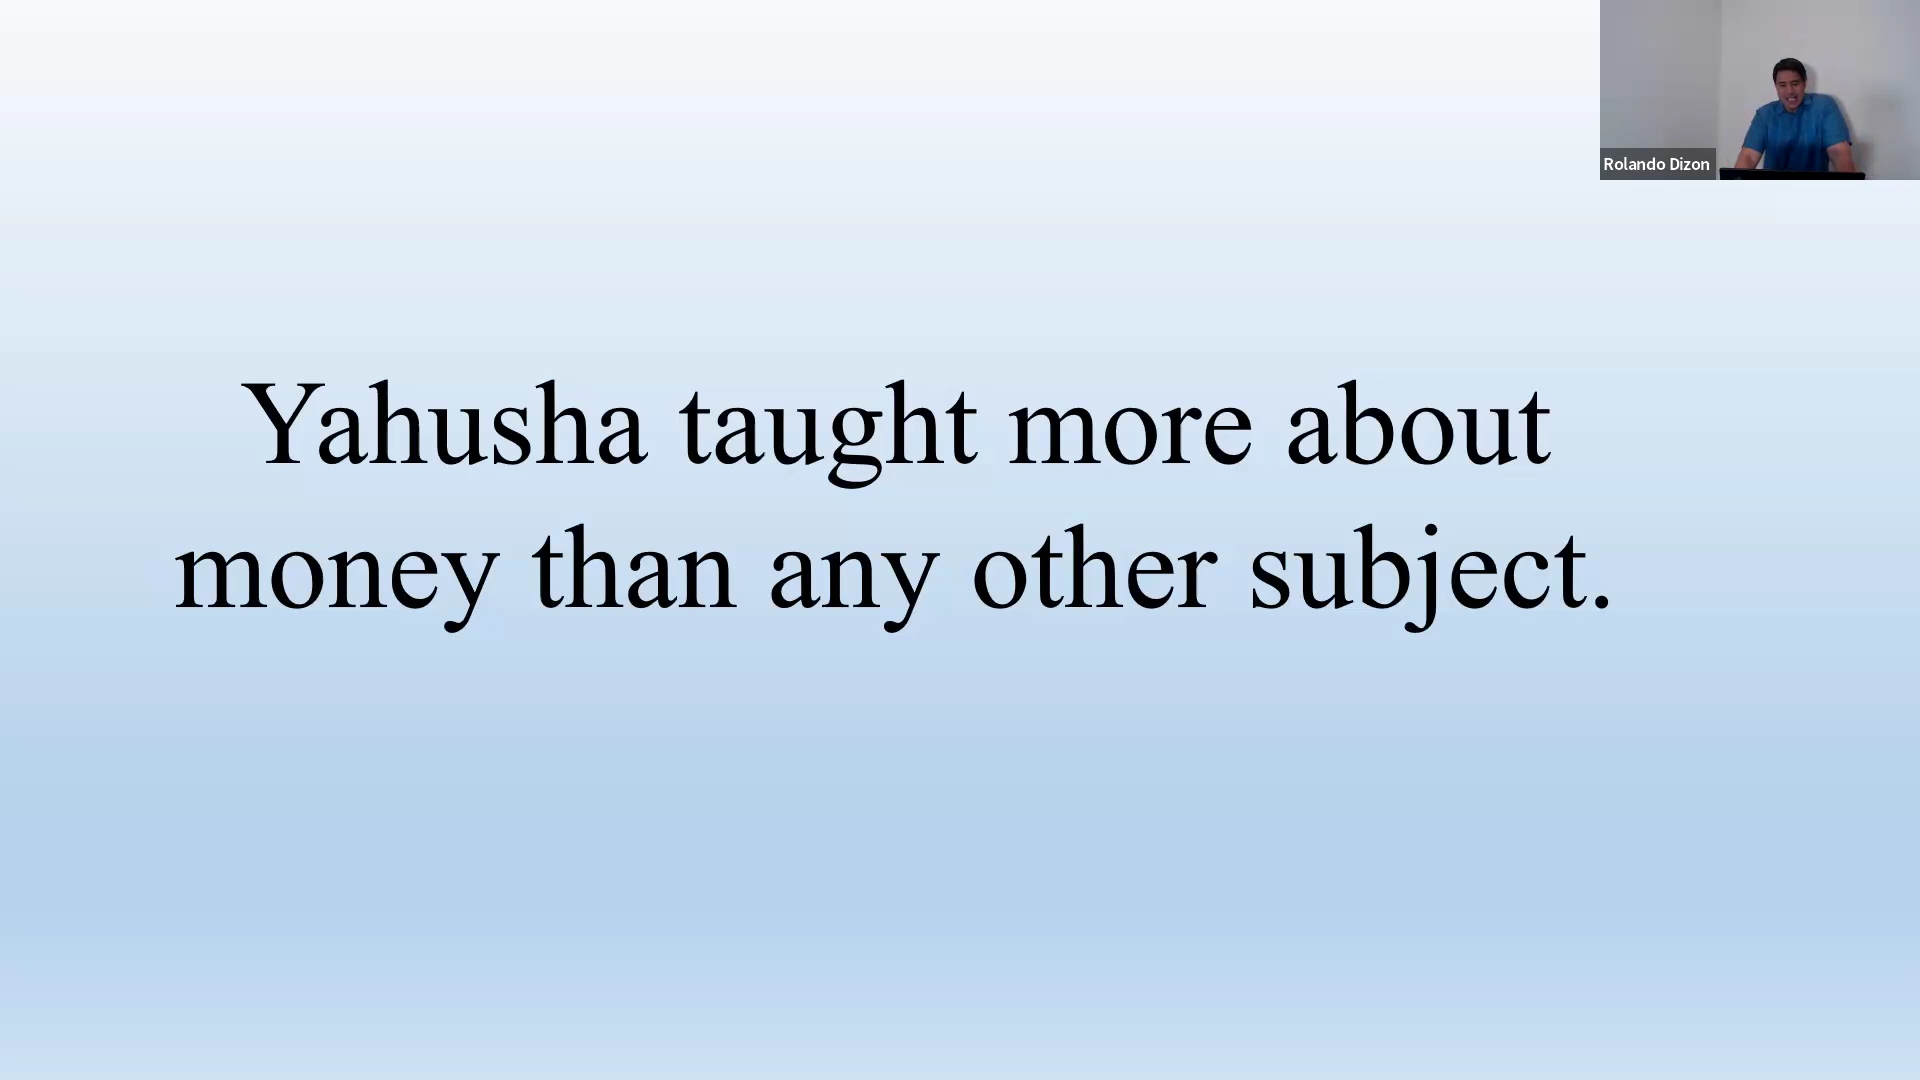 Rolando Dizon
Yahusha taught more about
money than any other subject.